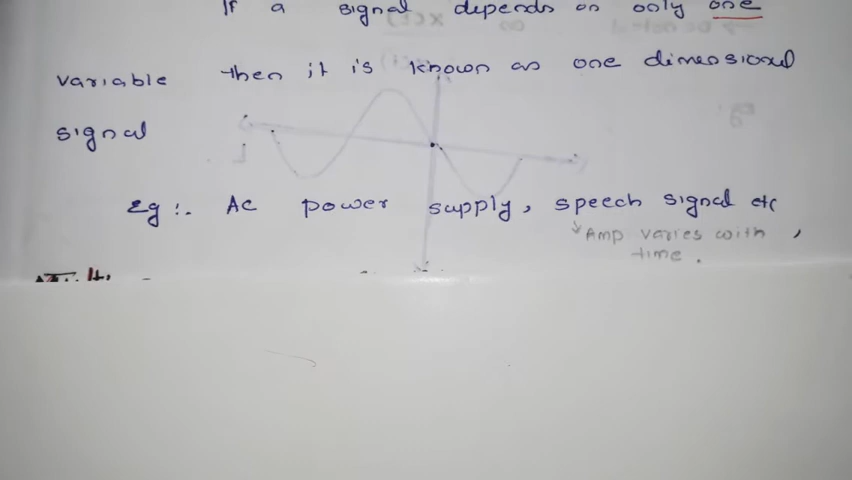 If a signal depends on only one
variable then it is known as one dimensional
signal
Eg :. AC power supply, speech signal etc
Amp varies with ,
time .